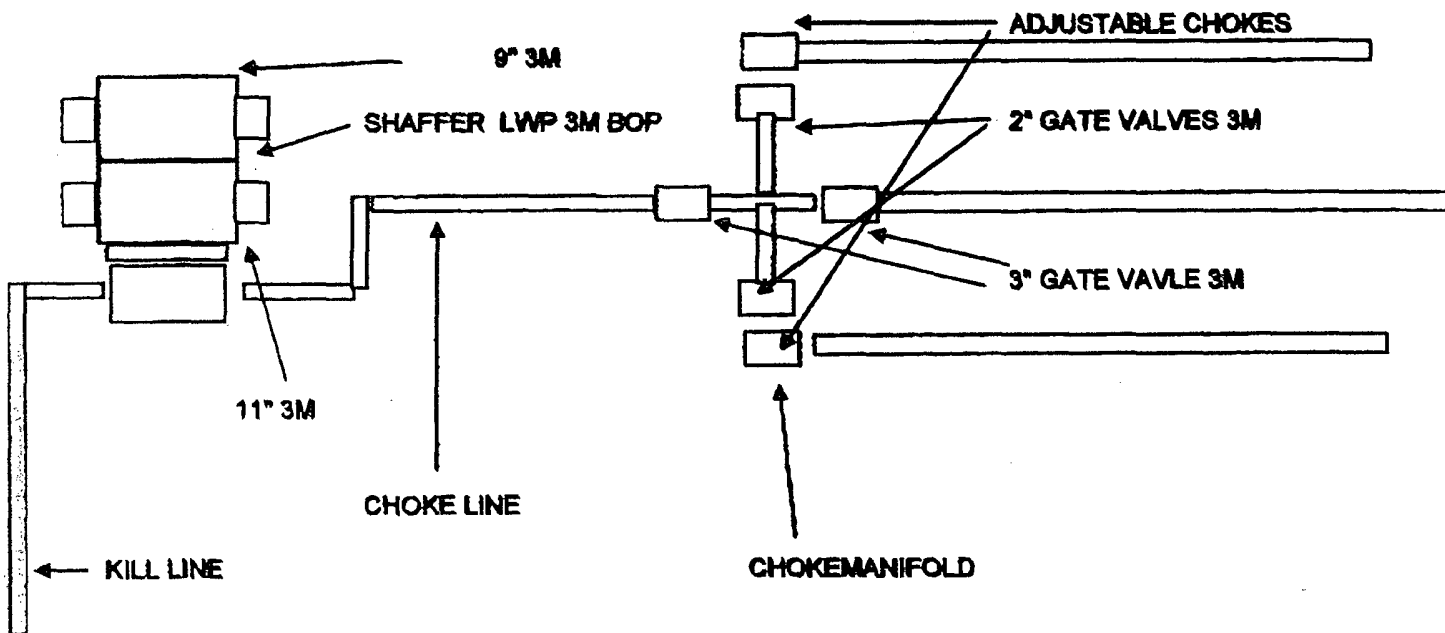 ADJUSTABLE CHOKES
9" 3M
SHAFFER LWP 3M BOP
2" GATE VALVES 3M
3" GATE VAVLE 3M
11" 3M
CHOKE LINE
KILL LINE
CHOKEMANIFOLD